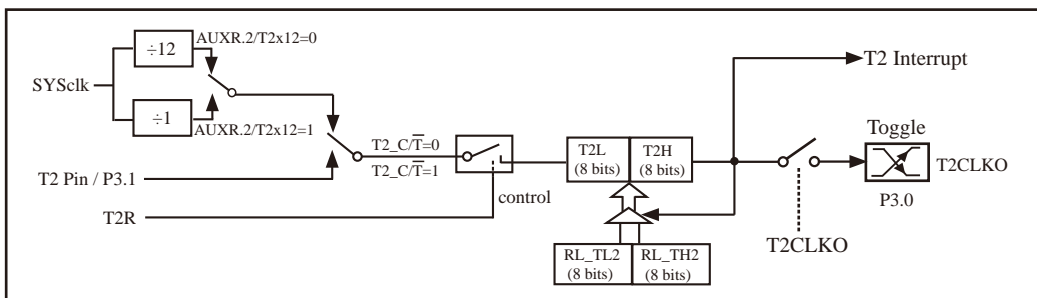 ÷12
AUXR.2/T2x12=0
SYSclk
÷1
AUXR.2/T2x12=1
T2 Pin / P3.1
T2R
T2_C/T̅=0
T2_C/T̅=1
control
T2L
(8 bits)
T2H
(8 bits)
RL_TL2
(8 bits)
RL_TH2
(8 bits)
T2 Interrupt
Toggle
T2CLKO
P3.0
T2CLKO